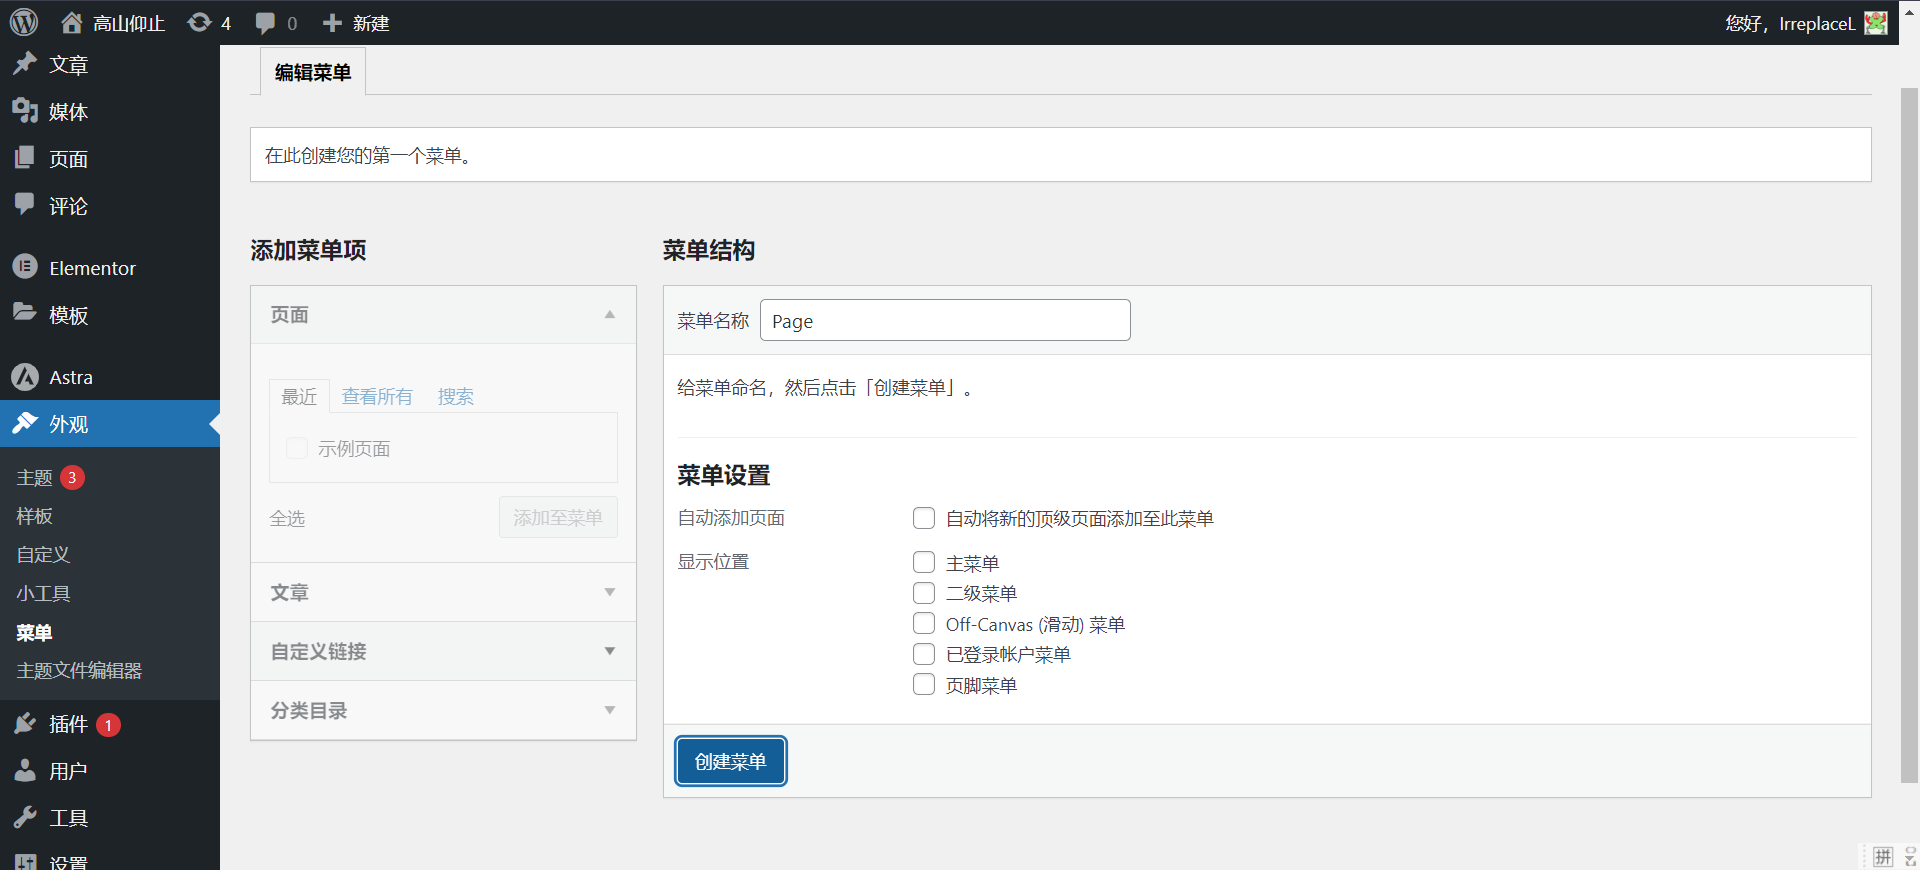 高山仰止
4
0
新建
您好，IrreplaceL
文章
媒体
页面
评论
Elementor
模板
Astra
外观
主题 3
样板
自定义
小工具
菜单
主题文件编辑器
插件 1
用户
工具
设置
编辑菜单
在此创建您的第一个菜单。
添加菜单项
页面
最近 查看所有 搜索
示例页面
全选 添加至菜单
文章
自定义链接
分类目录
菜单结构
菜单名称 Page
给菜单命名，然后点击「创建菜单」。
菜单设置
自动添加页面 自动将新的顶级页面添加至此菜单
显示位置 主菜单
二级菜单
Off-Canvas (滑动) 菜单
已登录帐户菜单
页脚菜单
创建菜单
拼